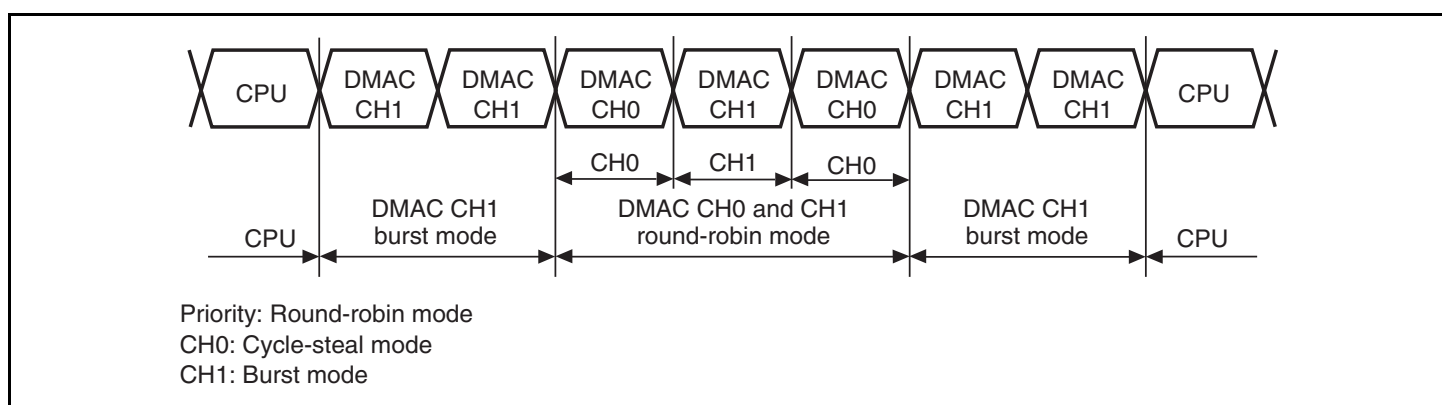 CPU DMAC CH1 DMAC CH1 DMAC CH0 DMAC CH1 DMAC CH0 DMAC CH1 DMAC CH1 CPU
CH0 CH1 CH0
CPU DMAC CH1 burst mode DMAC CH0 and CH1 round-robin mode DMAC CH1 burst mode CPU
Priority: Round-robin mode
CH0: Cycle-steal mode
CH1: Burst mode